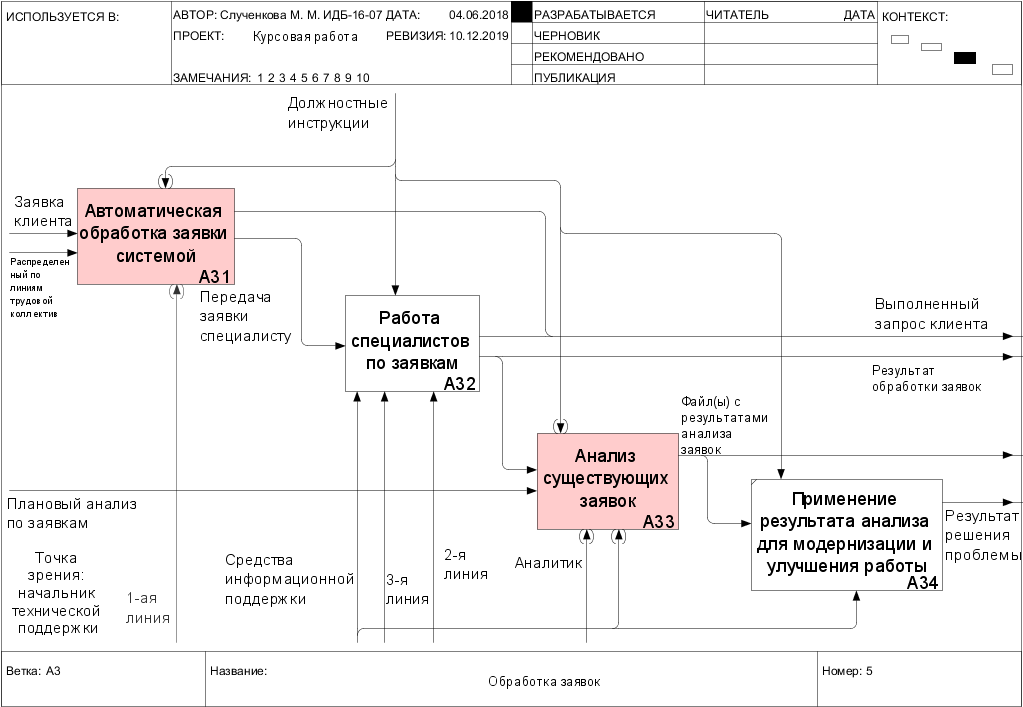 ИСПОЛЬЗУЕТСЯ В:
АВТОР: Слученкова М. М. ИДБ-16-07 ДАТА: 04.06.2018
ПРОЕКТ: Курсовая работа РЕВИЗИЯ: 10.12.2019
ЗАМЕЧАНИЯ: 1 2 3 4 5 6 7 8 9 10
РАЗРАБАТЫВАЕТСЯ
ЧЕРНОВИК
РЕКОМЕНДОВАНО
ПУБЛИКАЦИЯ
ЧИТАТЕЛЬ ДАТА
КОНТЕКСТ:
Должностные
инструкции
Заявка
клиента
Распределен
ный по
линиям
трудовой
коллектив
Автоматическая
обработка заявки
системой
A31
Передача
заявки
специалисту
Работа
специалистов
по заявкам
A32
Выполненный
запрос клиента
Результат
обработки заявок
Файл(ы) с
результатами
анализа
заявок
Анализ
существующих
заявок
A33
Применение
результата анализа
для модернизации и
улучшения работы
A34
Результат
решения
проблемы
Плановый анализ
по заявкам
Точка
зрения:
начальник
технической
поддержки
1-ая
линия
Средства
информационной
поддержки
3-я
линия
2-я
линия
Аналитик
Ветка: A3
Название:
Обработка заявок
Номер: 5